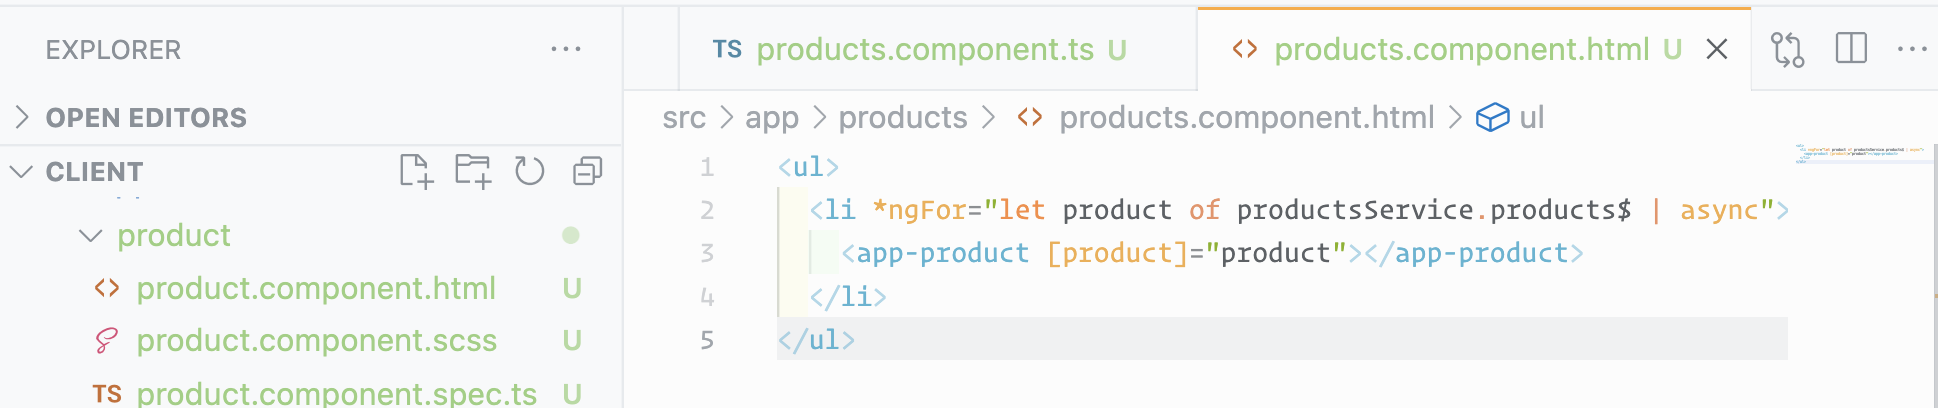 EXPLORER
OPEN EDITORS
CLIENT
product
product.component.html U
product.component.scss U
TS product.component.spec.ts U
TS products.component.ts U
products.component.html U
src > app > products > products.component.html > ul
1 <ul>
2 <li *ngFor="let product of productsService.products$ | async">
3 <app-product [product]="product"></app-product>
4 </li>
5 </ul>